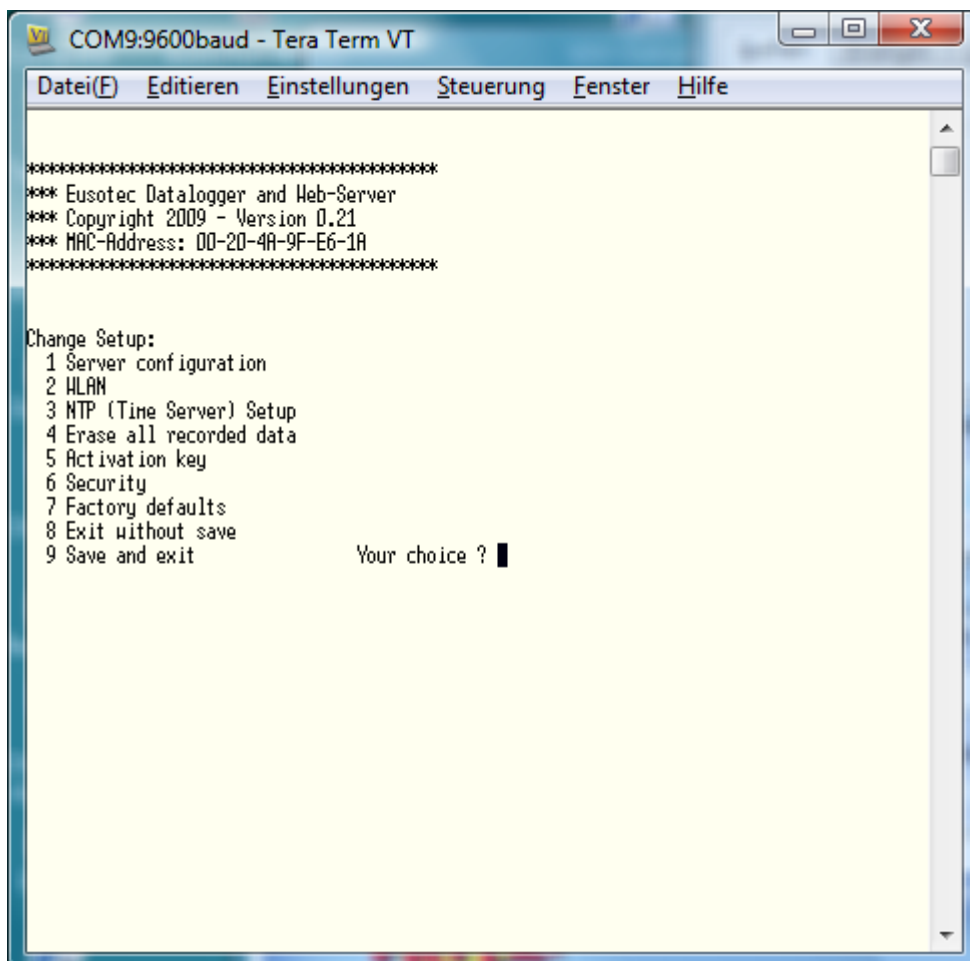 COM9:9600baud - Tera Term VT
Datei(F) Editieren Einstellungen Steuerung Fenster Hilfe
*****************************************
*** Eusotec Datalogger and Web-Server
*** Copyright 2009 - Version 0.21
*** MAC-Address: 00-20-4A-9F-E6-1A
*****************************************
Change Setup:
1 Server configuration
2 WLAN
3 NTP (Time Server) Setup
4 Erase all recorded data
5 Activation key
6 Security
7 Factory defaults
8 Exit without save
9 Save and exit Your choice ?